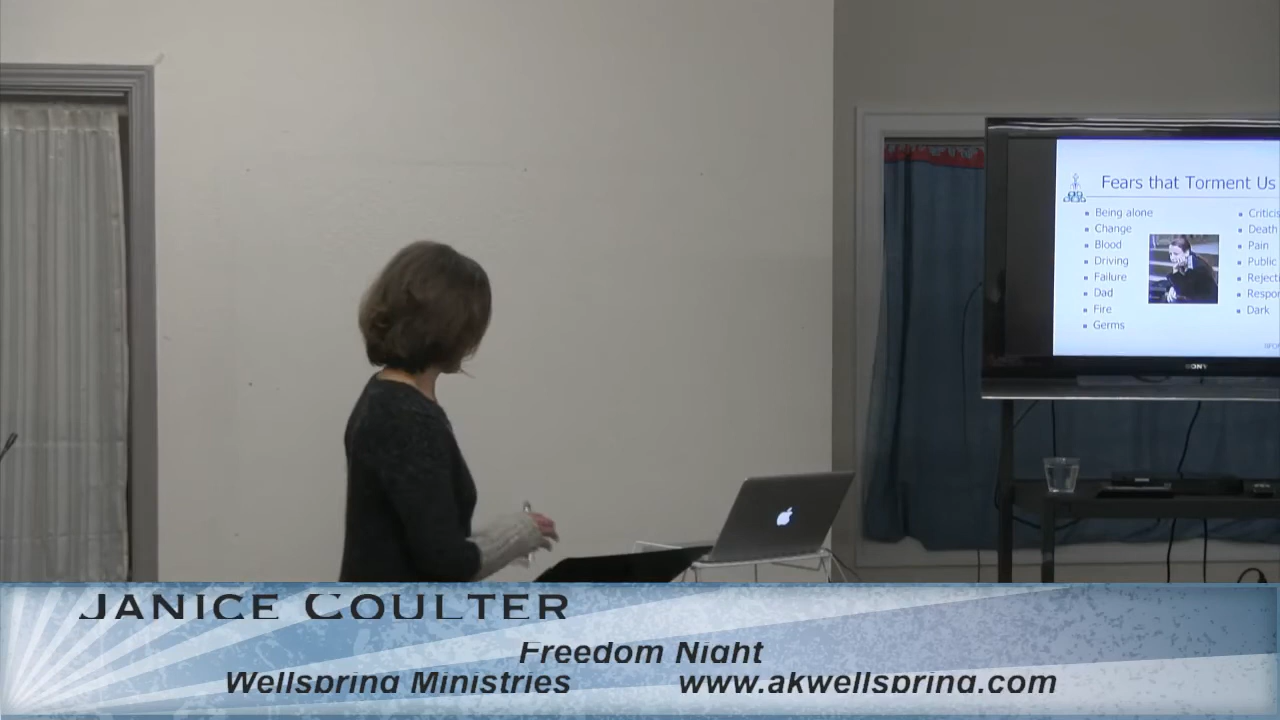 Fears that Torment Us
Being alone
Change
Blood
Driving
Failure
Dad
Fire
Germs
Death
Pain
Public
Dark
SONY
JANICE COULTER
Freedom Night
Wellspring Ministries www.akwellspring.com